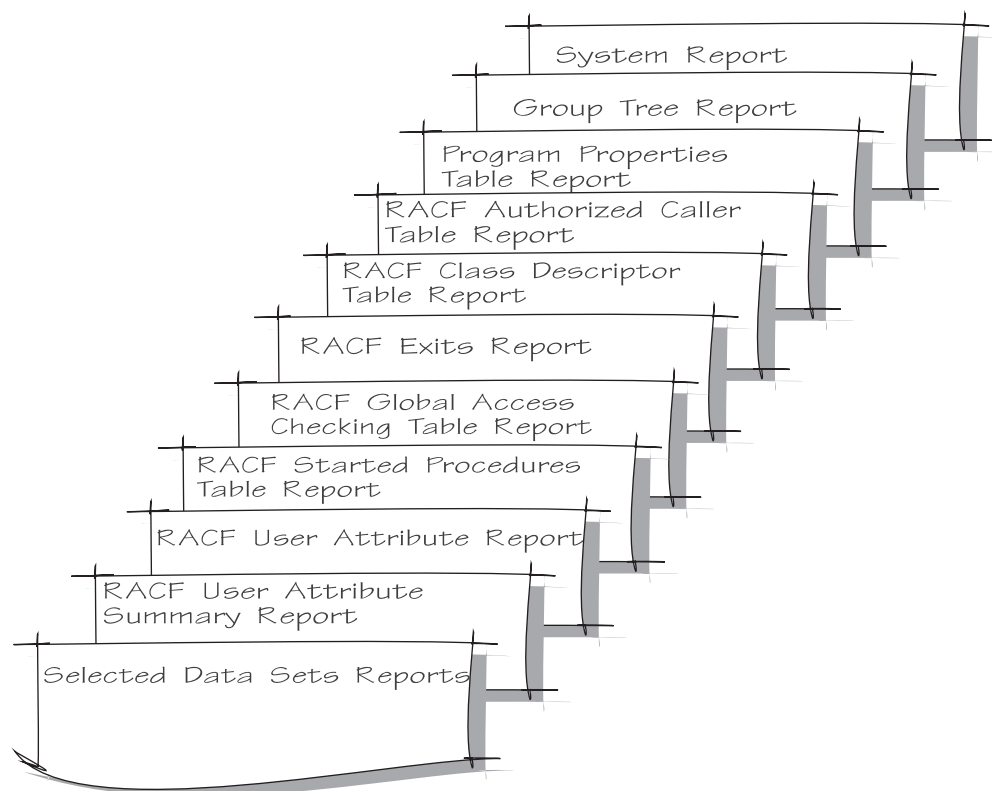 System Report
Group Tree Report
Program Properties
Table Report
RACF Authorized Caller
Table Report
RACF Class Descriptor
Table Report
RACF Exits Report
RACF Global Access
Checking Table Report
RACF Started Procedures
Table Report
RACF User Attribute Report
RACF User Attribute
Summary Report
Selected Data Sets Reports